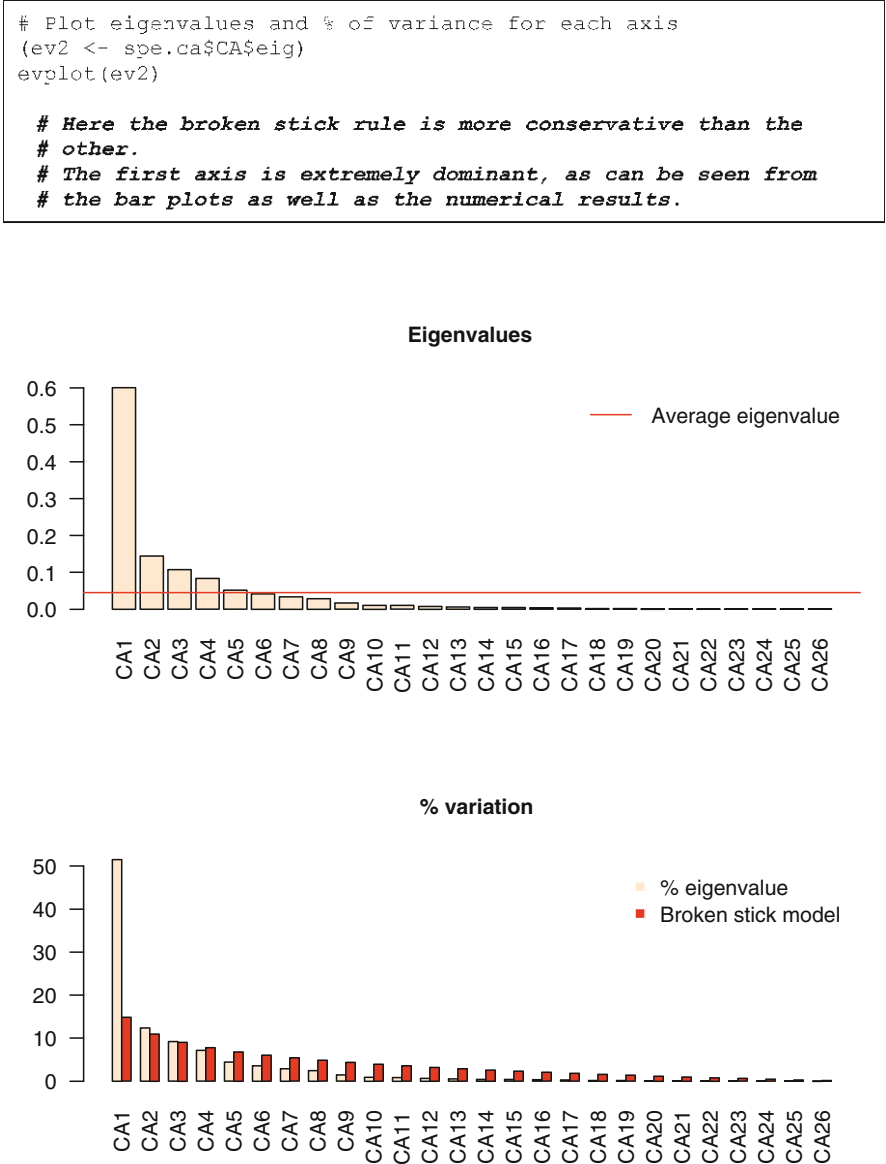 # Plot eigenvalues and % of variance for each axis
(ev2 <- spe.ca$CA$eig)
evplot(ev2)
# Here the broken stick rule is more conservative than the
# other.
# The first axis is extremely dominant, as can be seen from
# the bar plots as well as the numerical results.
Eigenvalues
0.6
0.5
0.4
0.3
0.2
0.1
0.0
Average eigenvalue
CA1 CA2 CA3 CA4 CA5 CA6 CA7 CA8 CA9 CA10 CA11 CA12 CA13 CA14 CA15 CA16 CA17 CA18 CA19 CA20 CA21 CA22 CA23 CA24 CA25 CA26
% variation
50
40
30
20
10
0
% eigenvalue
Broken stick model
CA1 CA2 CA3 CA4 CA5 CA6 CA7 CA8 CA9 CA10 CA11 CA12 CA13 CA14 CA15 CA16 CA17 CA18 CA19 CA20 CA21 CA22 CA23 CA24 CA25 CA26